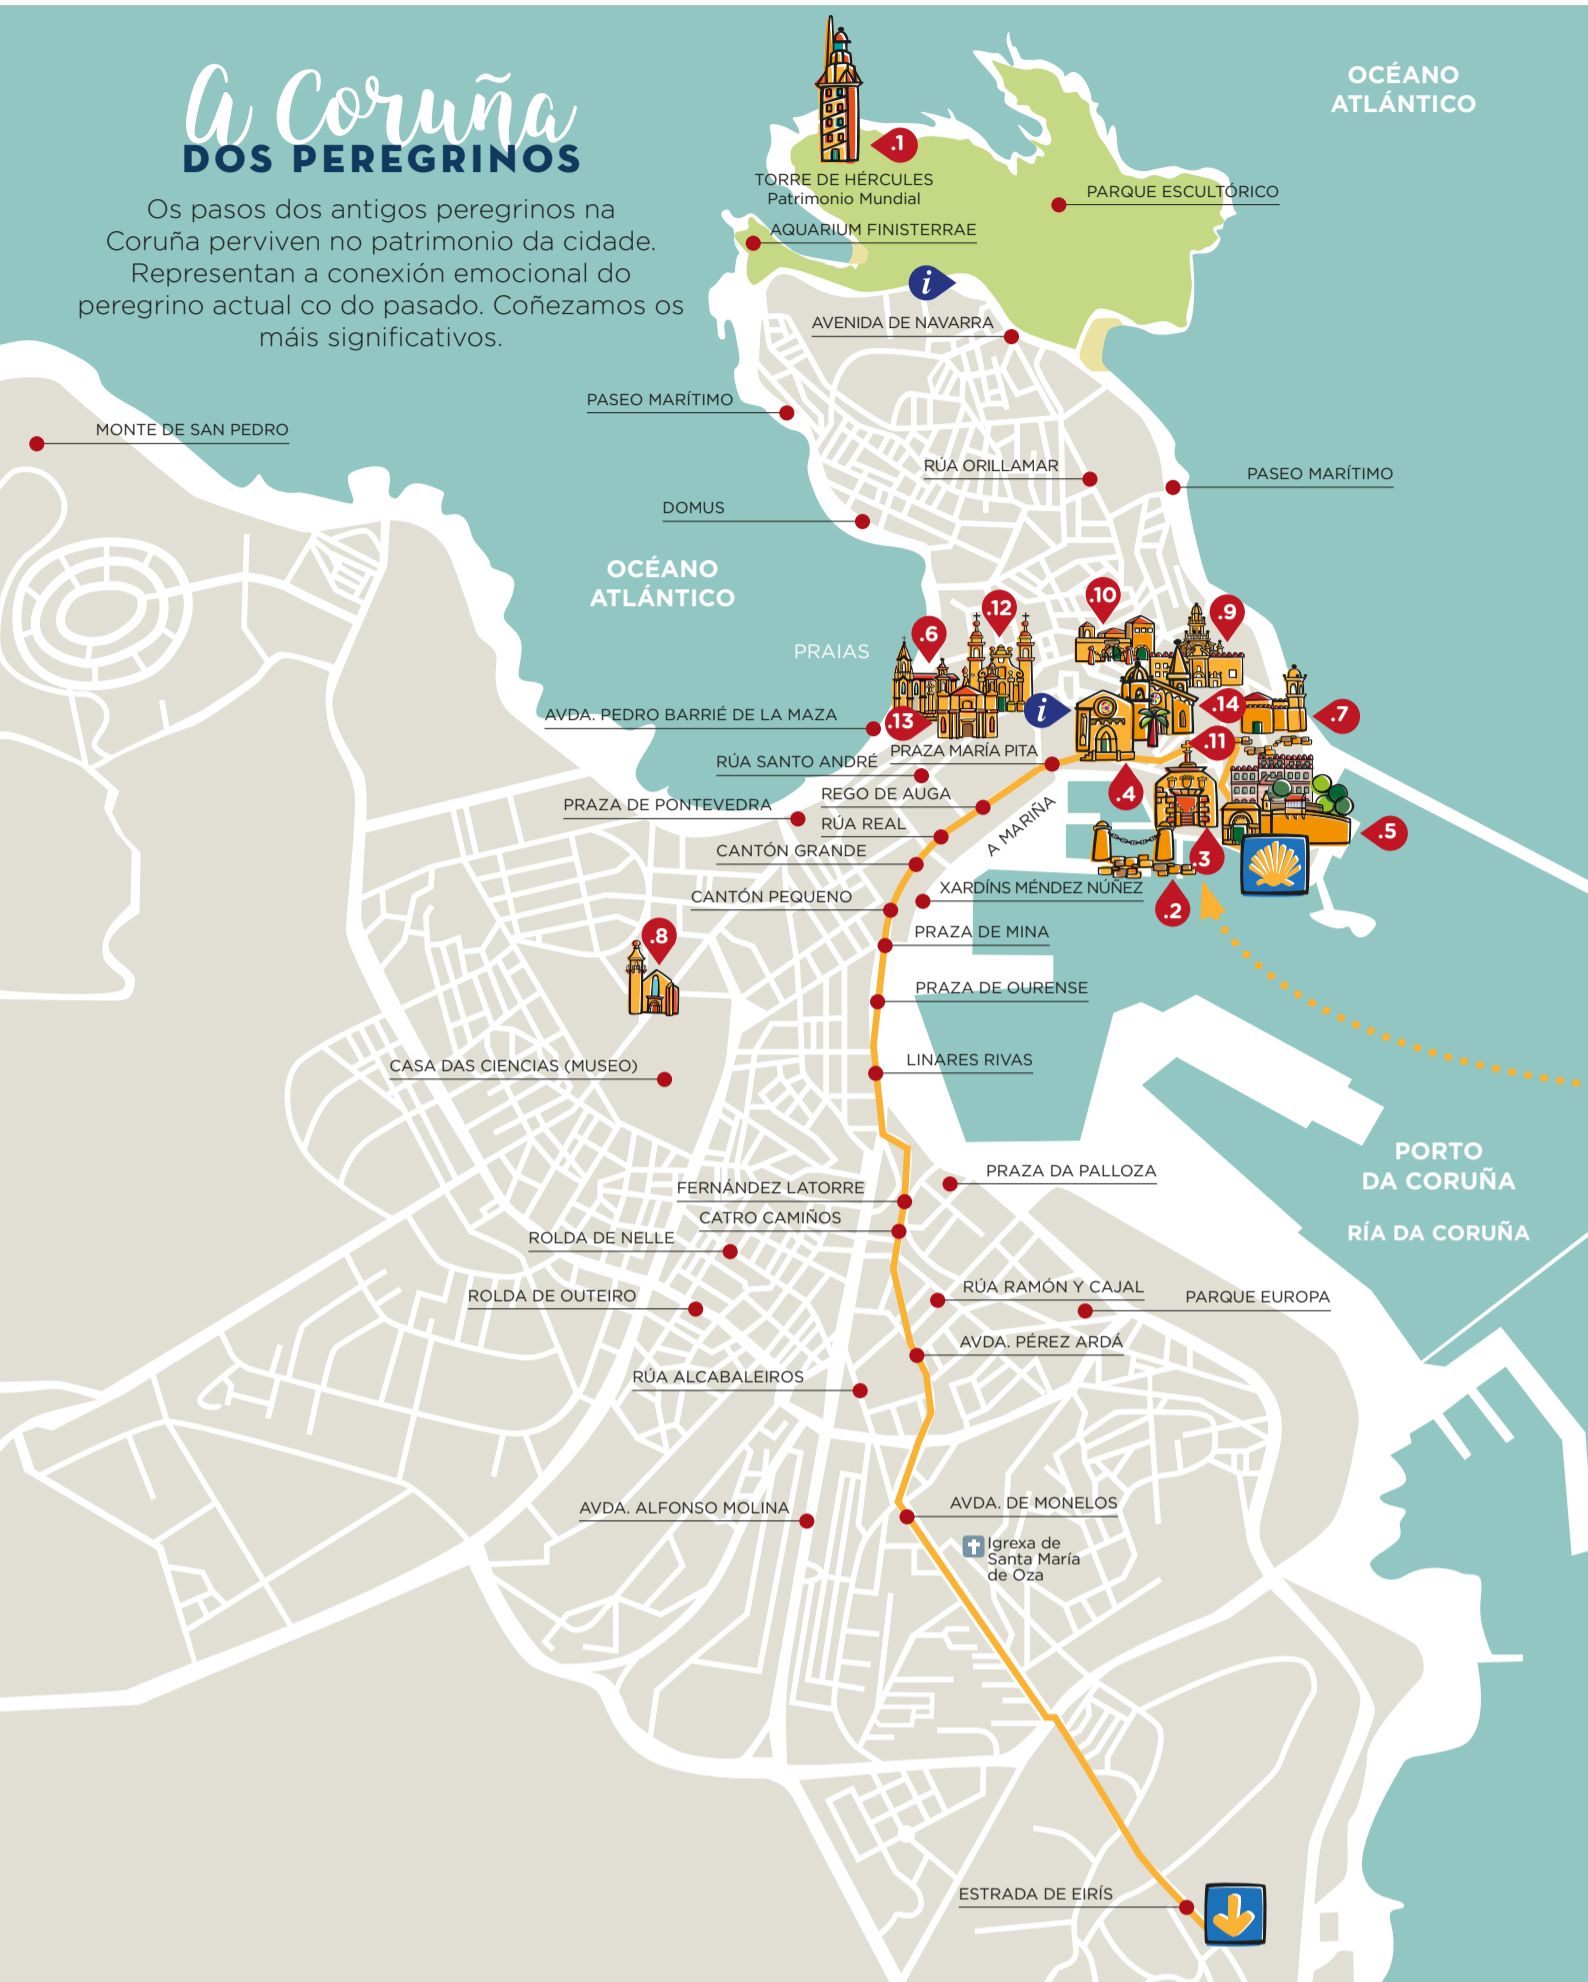 A Coruña
DOS PEREGRINOS
Os pasos dos antigos peregrinos na
Coruña perviven no patrimonio da cidade.
Representan a conexión emocional do
peregrino actual co do pasado. Coñezamos os
máis significativos.
OCÉANO
ATLÁNTICO
.1
TORRE DE HÉRCULES
Patrimonio Mundial
PARQUE ESCULTÓRICO
AQUARIUM FINISTERRAE
i
AVENIDA DE NAVARRA
PASEO MARÍTIMO
MONTE DE SAN PEDRO
RÚA ORILLAMAR
PASEO MARÍTIMO
DOMUS
OCÉANO
ATLÁNTICO
.10
.12
.9
.6
PRAIAS
.14
i
.7
AVDA. PEDRO BARRIÉ DE LA MAZA
.13
.11
PRAZA MARÍA PITA
RÚA SANTO ANDRÉ
.4
REGO DE AUGA
PRAZA DE PONTEVEDRA
A MARIÑA
RÚA REAL
.5
CANTÓN GRANDE
.3
XARDÍNS MÉNDEZ NÚÑEZ
CANTÓN PEQUENO
.2
PRAZA DE MINA
.8
PRAZA DE OURENSE
LINARES RIVAS
CASA DAS CIENCIAS (MUSEO)
PORTO
DA CORUÑA
RÍA DA CORUÑA
PRAZA DA PALLOZA
FERNÁNDEZ LATORRE
CATRO CAMIÑOS
ROLDA DE NELLE
RÚA RAMÓN Y CAJAL
PARQUE EUROPA
ROLDA DE OUTEIRO
AVDA. PÉREZ ARDÁ
RÚA ALCABALEIROS
AVDA. DE MONELOS
AVDA. ALFONSO MOLINA
Igrexa de
Santa María
de Oza
ESTRADA DE EIRÍS